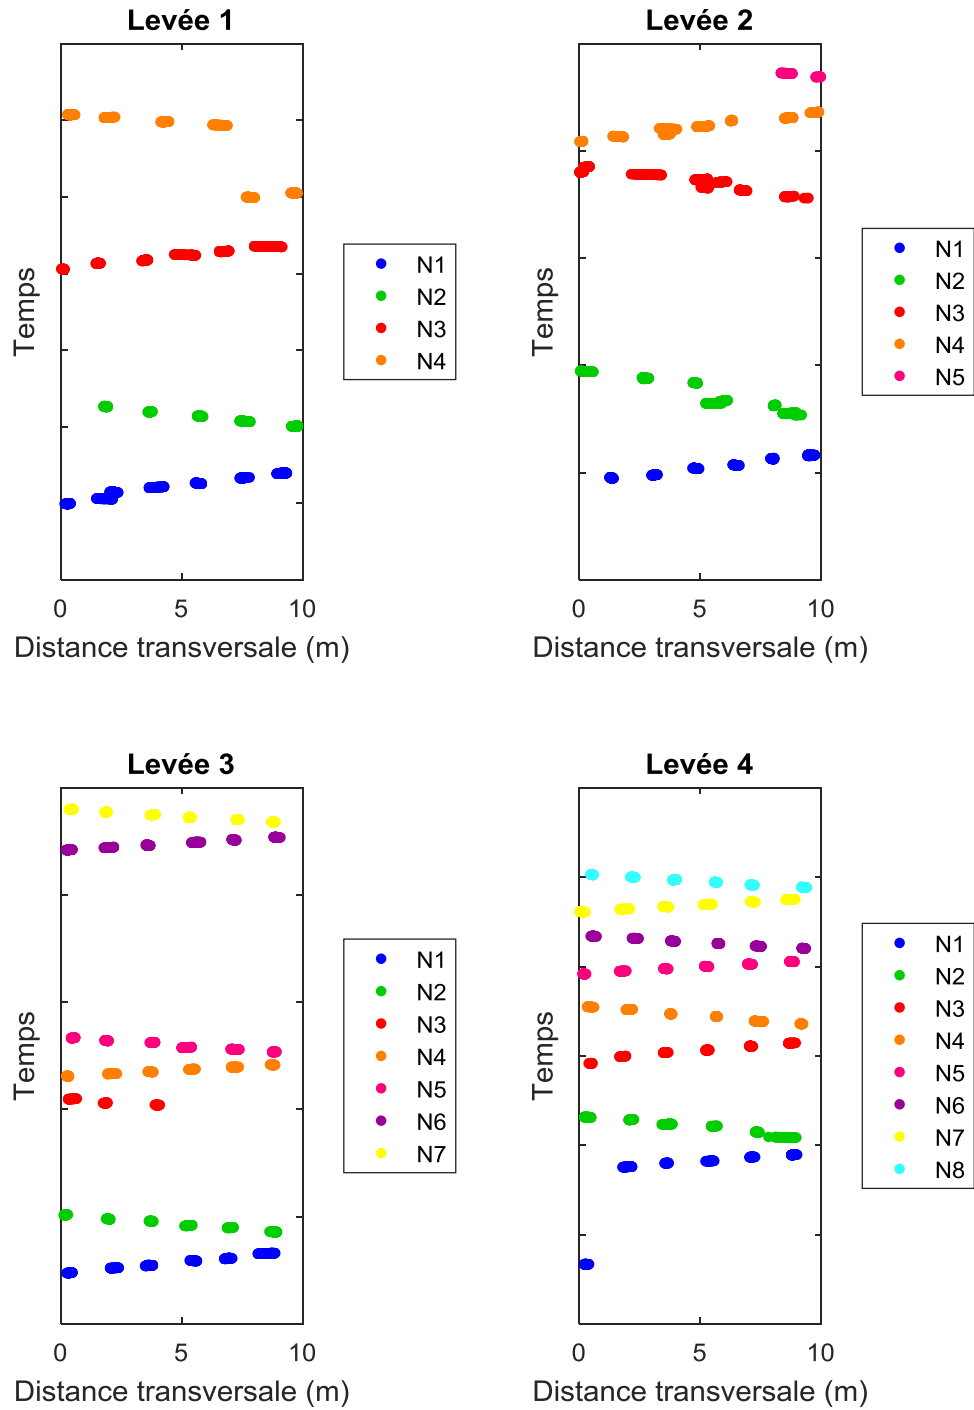 Levée 1
Temps
0 5 10
Distance transversale (m)
N1
N2
N3
N4
Levée 2
Temps
0 5 10
Distance transversale (m)
N1
N2
N3
N4
N5
Levée 3
Temps
0 5 10
Distance transversale (m)
N1
N2
N3
N4
N5
N6
N7
Levée 4
Temps
0 5 10
Distance transversale (m)
N1
N2
N3
N4
N5
N6
N7
N8